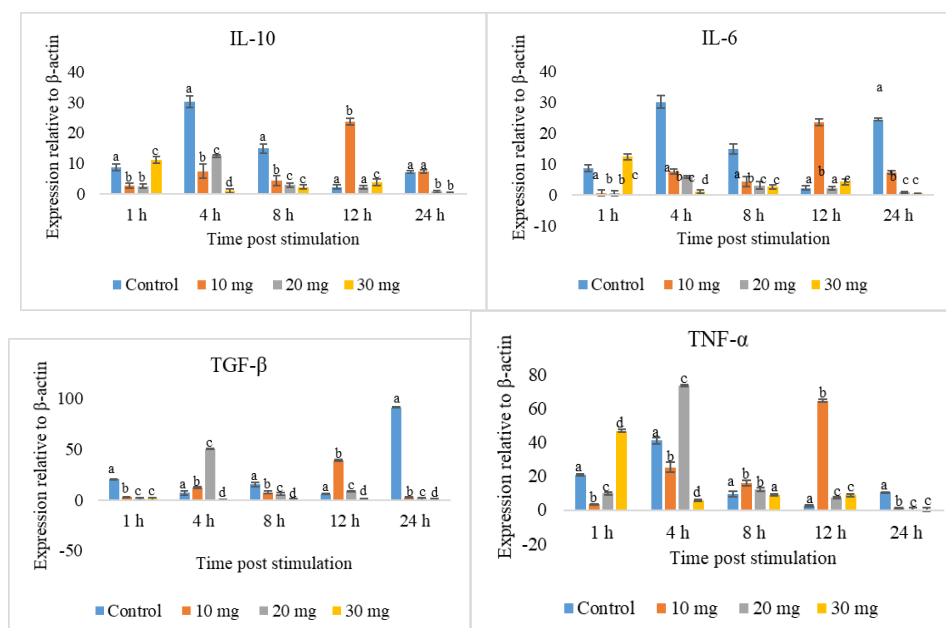 IL-10
Expression relative to β-actin
40
30
20
10
0
a b b c
a b c d
a b c c
a b a c
a a b b
1 h 4 h 8 h 12 h 24 h
Time post stimulation
Control 10 mg 20 mg 30 mg
IL-6
Expression relative to β-actin
40
30
20
10
0
-10
a b b c
a b c d
a b c c
a b a c
a b c c
1 h 4 h 8 h 12 h 24 h
Time post stimulation
Control 10 mg 20 mg 30 mg
TGF-β
Expression relative to β-actin
100
50
0
-50
a b c c
a b c d
a b c d
a b c d
a b c d
1 h 4 h 8 h 12 h 24 h
Time post stimulation
Control 10 mg 20 mg 30 mg
TNF-α
Expression relative to β-actin
80
60
40
20
0
-20
a b c d
a b c d
a b b a
a b c c
a b c c
1 h 4 h 8 h 12 h 24 h
Time post stimulation
Control 10 mg 20 mg 30 mg